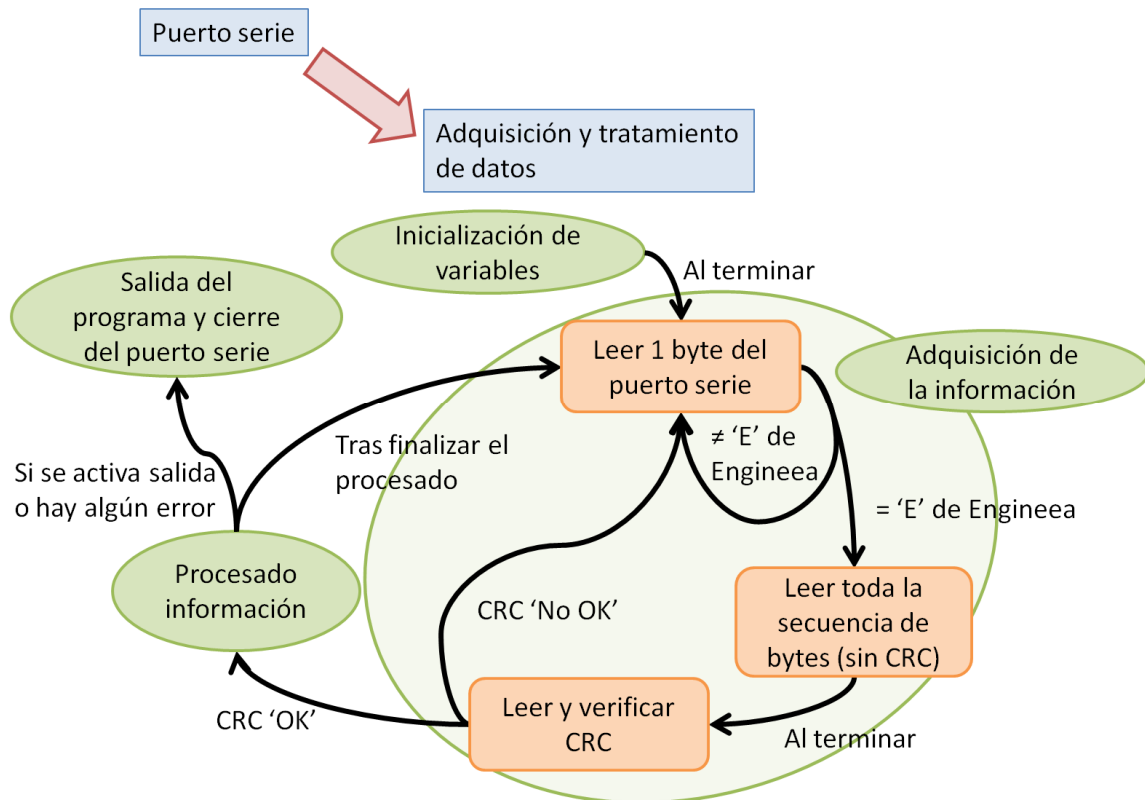 Puerto serie
Adquisición y tratamiento
de datos
Inicialización de
variables
Al terminar
Salida del
programa y cierre
del puerto serie
Leer 1 byte del
puerto serie
Adquisición de
la información
≠ ‘E’ de
Engineea
Tras finalizar el
procesado
Si se activa salida
o hay algún error
= ‘E’ de Engineea
Procesado
información
Leer toda la
secuencia de
bytes (sin CRC)
CRC ‘No OK’
CRC ‘OK’
Leer y verificar
CRC
Al terminar